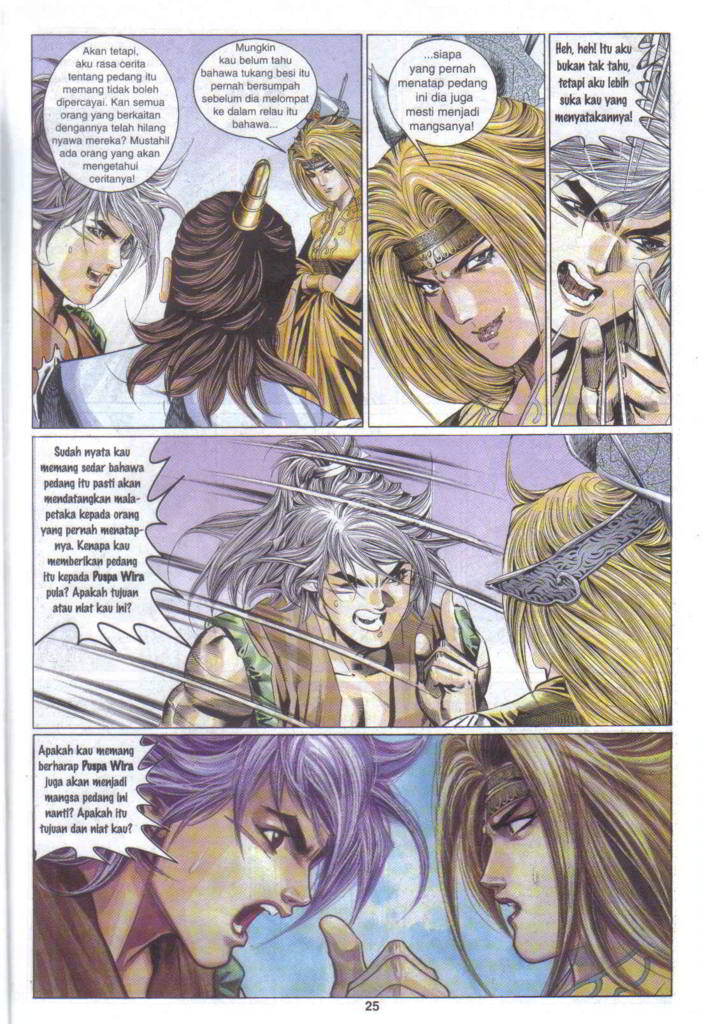 Akan tetapi,
aku rasa cerita
tentang pedang itu
memang tidak boleh
dipercayai. Kan semua
orang yang berkaitan
dengannya telah hilang
nyawa mereka? Mustahil
ada orang yang akan
mengetahui
ceritanya!
Mungkin
kau belum tahu
bahawa tukang besi itu
pernah bersumpah
sebelum dia melompat
ke dalam relau itu
bahawa...
...siapa
yang pernah
menatap pedang
ini dia juga
mesti menjadi
mangsanya!
Heh, heh! Itu aku
bukan tak tahu,
tetapi aku lebih
suka kau yang
menyatakannya!
Sudah nyata kau
memang sedar bahawa
pedang itu pasti akan
mendatangkan mala-
petaka kepada orang
yang pernah menatap-
nya. Kenapa kau
memberikan pedang
itu kepada Puspa Wira
pula? Apakah tujuan
atau niat kau ini?
Apakah kau memang
berharap Puspa Wira
juga akan menjadi
mangsa pedang ini
nanti? Apakah itu
tujuan dan niat kau?
25